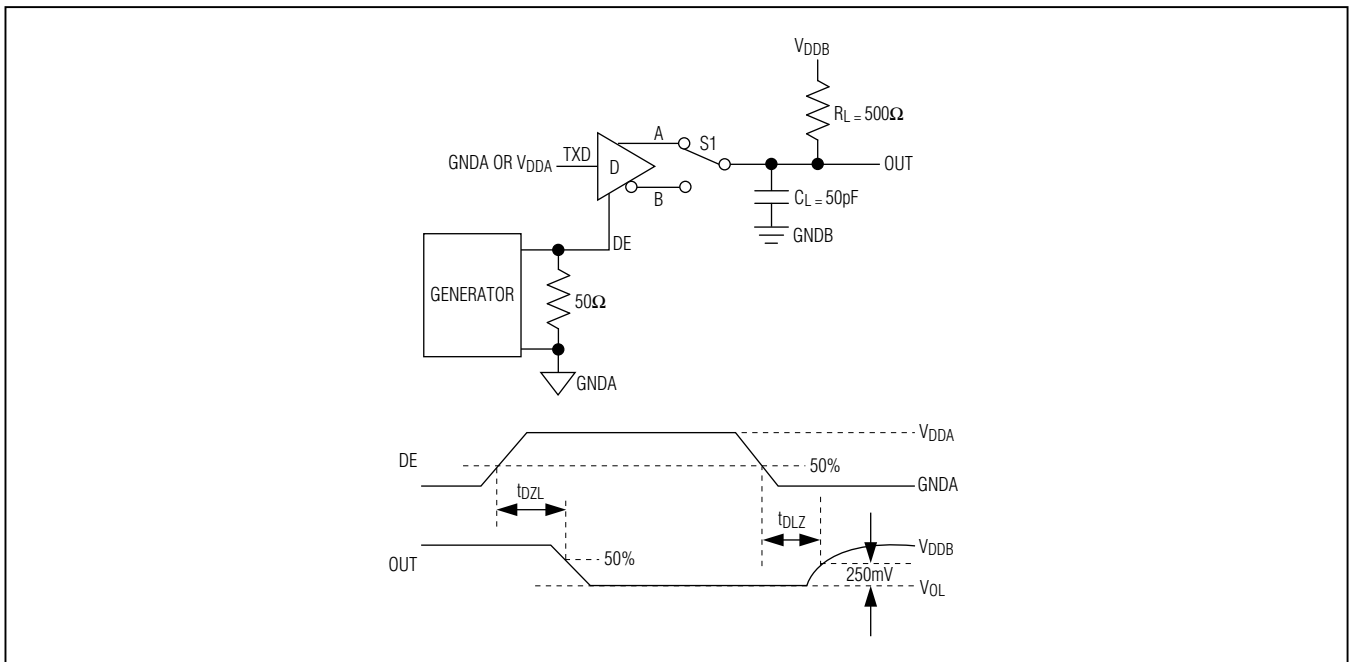 VDDB
RL = 500Ω
A
S1
TXD
GNDA OR VDDA
D
OUT
B
CL = 50pF
GNDB
DE
GENERATOR
50Ω
GNDA
VDDA
DE
50%
GNDA
tDZL
tDLZ
VDDB
OUT
50%
250mV
VOL